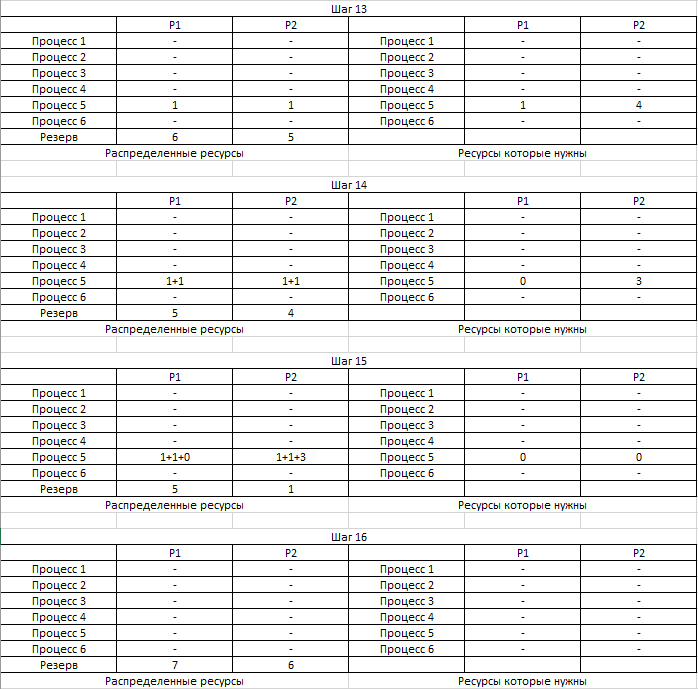 Шаг 13
P1 P2 P1 P2
Процесс 1 - - Процесс 1 - -
Процесс 2 - - Процесс 2 - -
Процесс 3 - - Процесс 3 - -
Процесс 4 - - Процесс 4 - -
Процесс 5 1 1 Процесс 5 1 4
Процесс 6 - - Процесс 6 - -
Резерв 6 5
Распределенные ресурсы Ресурсы которые нужны
Шаг 14
P1 P2 P1 P2
Процесс 1 - - Процесс 1 - -
Процесс 2 - - Процесс 2 - -
Процесс 3 - - Процесс 3 - -
Процесс 4 - - Процесс 4 - -
Процесс 5 1+1 1+1 Процесс 5 0 3
Процесс 6 - - Процесс 6 - -
Резерв 5 4
Распределенные ресурсы Ресурсы которые нужны
Шаг 15
P1 P2 P1 P2
Процесс 1 - - Процесс 1 - -
Процесс 2 - - Процесс 2 - -
Процесс 3 - - Процесс 3 - -
Процесс 4 - - Процесс 4 - -
Процесс 5 1+1+0 1+1+3 Процесс 5 0 0
Процесс 6 - - Процесс 6 - -
Резерв 5 1
Распределенные ресурсы Ресурсы которые нужны
Шаг 16
P1 P2 P1 P2
Процесс 1 - - Процесс 1 - -
Процесс 2 - - Процесс 2 - -
Процесс 3 - - Процесс 3 - -
Процесс 4 - - Процесс 4 - -
Процесс 5 - - Процесс 5 - -
Процесс 6 - - Процесс 6 - -
Резерв 7 6
Распределенные ресурсы Ресурсы которые нужны